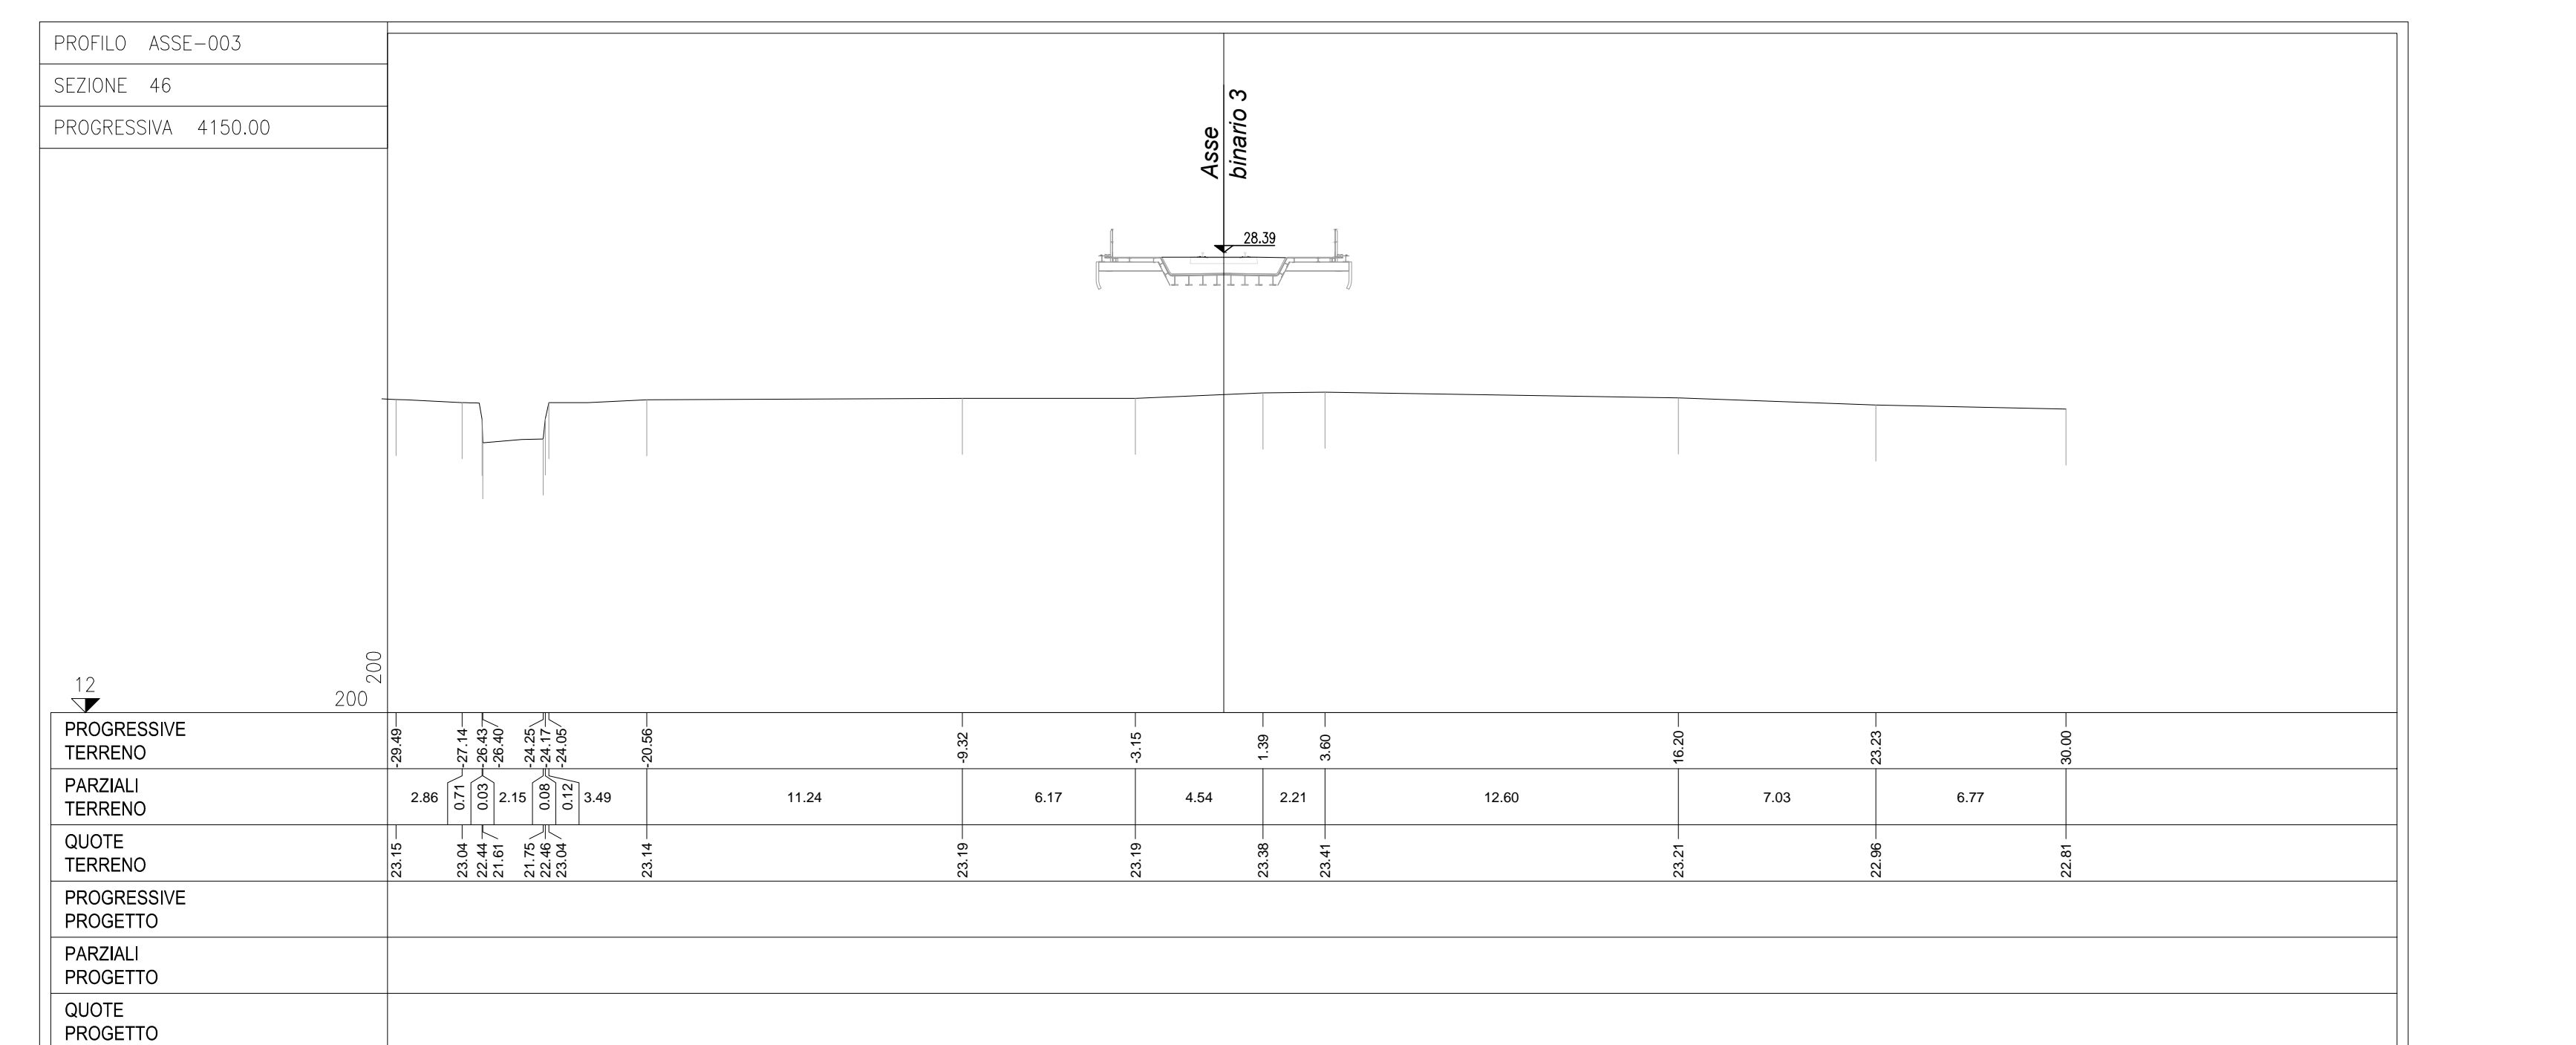 PROFILO ASSE-003
SEZIONE 46
PROGRESSIVA 4150.00
Asse
binario 3
28.39
200
12
200
PROGRESSIVE
TERRENO
-29.49 -27.14 -26.43 -26.40 -24.25 -24.17 -24.05 -20.56 -9.32 -3.15 1.39 3.60 16.20 23.23 30.00
PARZIALI
TERRENO
2.86 0.71 0.03 2.15 0.08 0.12 3.49 11.24 6.17 4.54 2.21 12.60 7.03 6.77
QUOTE
TERRENO
23.15 23.04 22.44 21.61 21.75 22.46 23.04 23.14 23.19 23.19 23.38 23.41 23.21 22.96 22.81
PROGRESSIVE
PROGETTO
PARZIALI
PROGETTO
QUOTE
PROGETTO